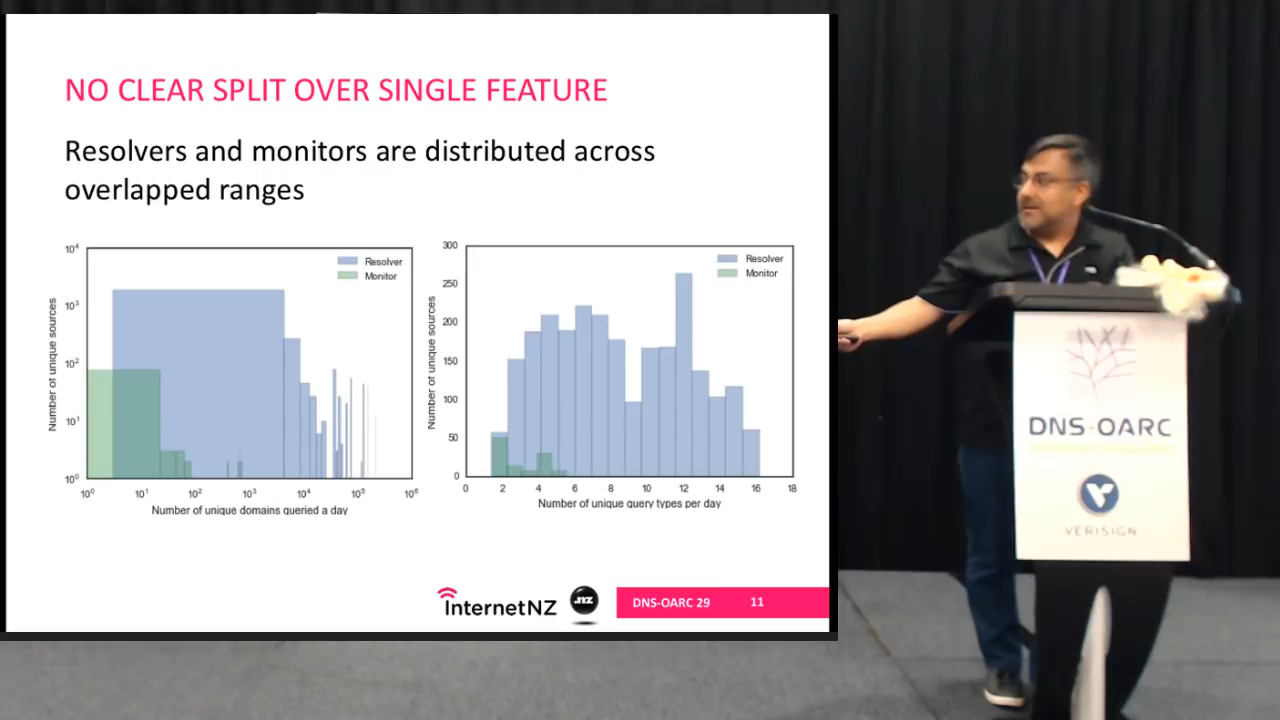 NO CLEAR SPLIT OVER SINGLE FEATURE
Resolvers and monitors are distributed across
overlapped ranges
10⁴
10³
10²
10¹
10⁰
Number of unique sources
Resolver
Monitor
10⁰ 10¹ 10² 10³ 10⁴ 10⁵ 10⁶
Number of unique domains queried a day
300
250
200
150
100
50
0
Number of unique sources
Resolver
Monitor
0 2 4 6 8 10 12 14 16 18
Number of unique query types per day
InternetNZ
.nz
DNS-OARC 29 11
DNS-OARC
VERISIGN